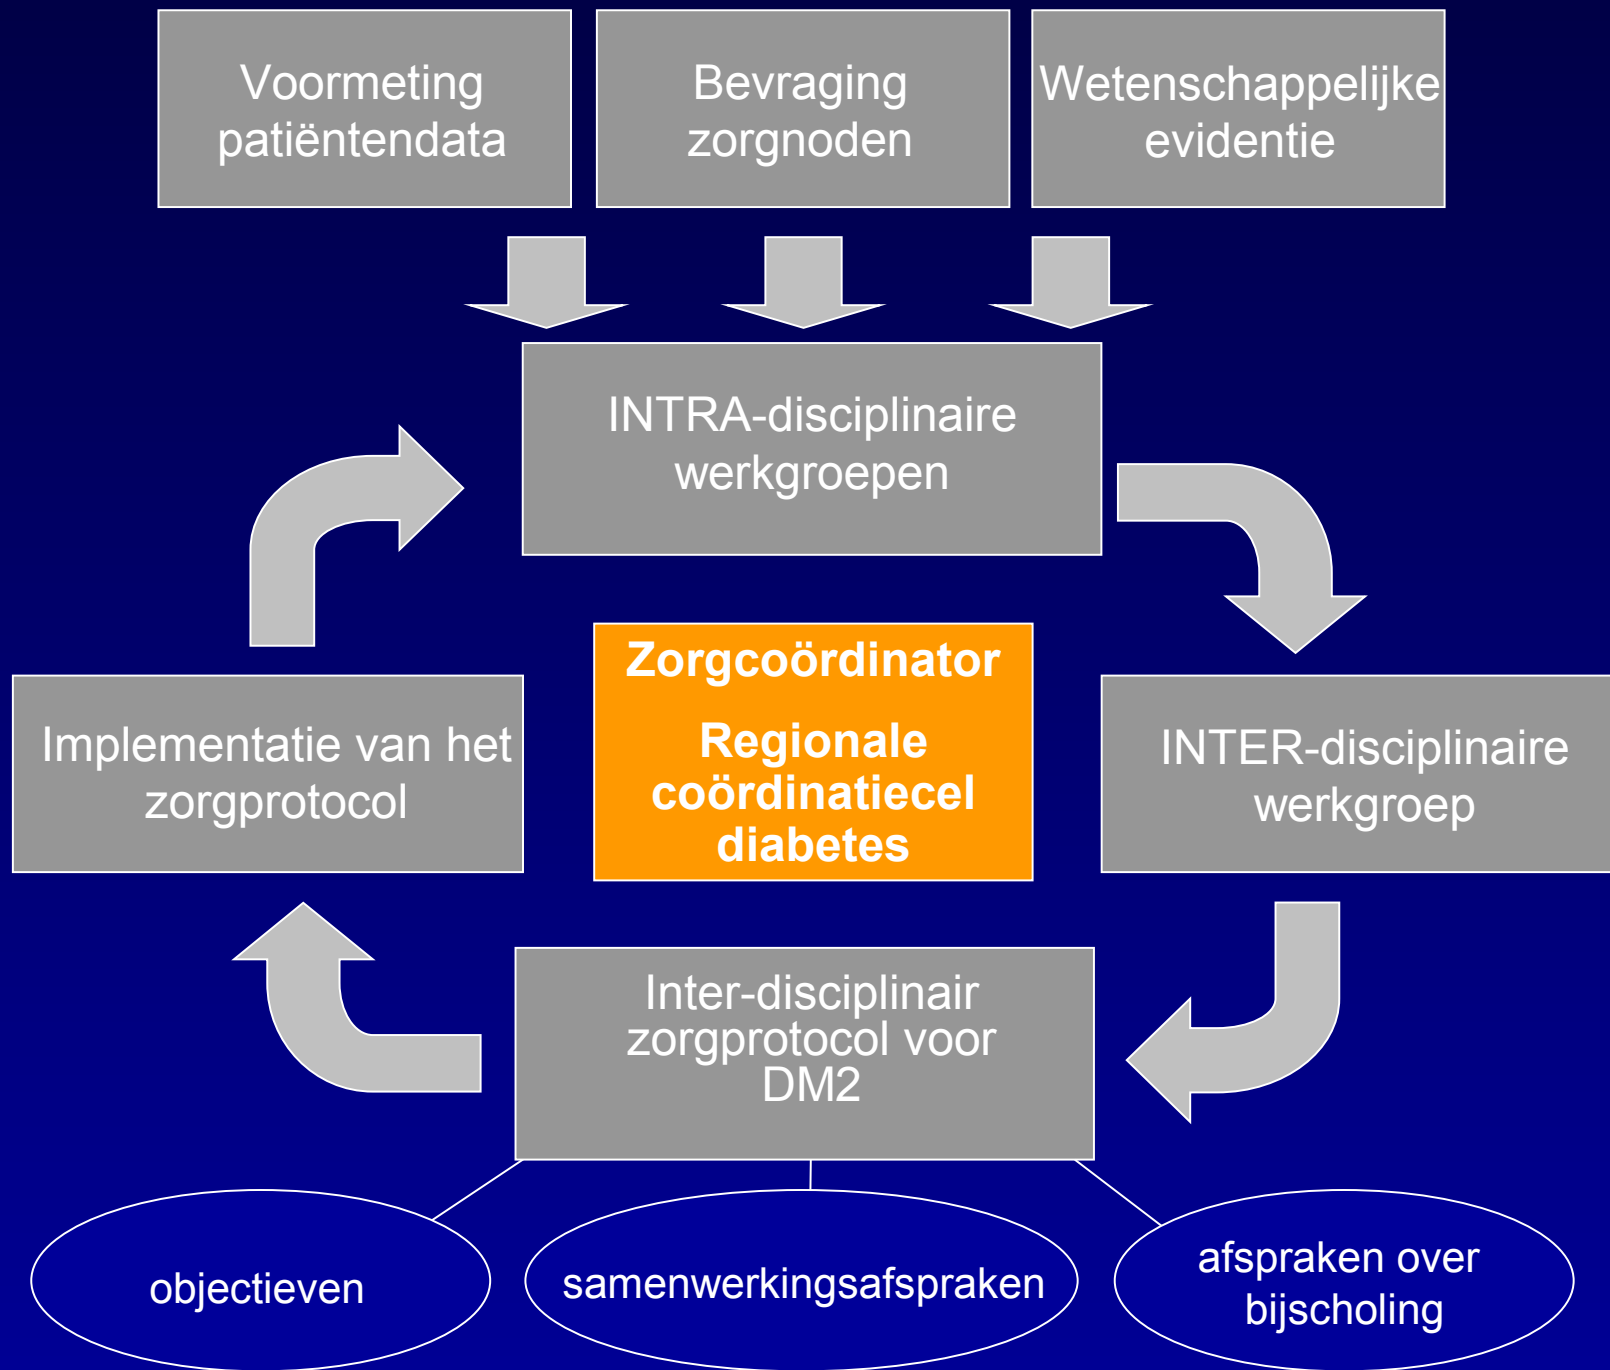 Voormeting
patiëntendata
Bevraging
zorgnoden
Wetenschappelijke
evidentie
INTRA-disciplinaire
werkgroepen
Zorgcoördinator
Regionale
coördinatiecel
diabetes
Implementatie van het
zorgprotocol
INTER-disciplinaire
werkgroep
Inter-disciplinair
zorgprotocol voor
DM2
objectieven
samenwerkingsafspraken
afspraken over
bijscholing